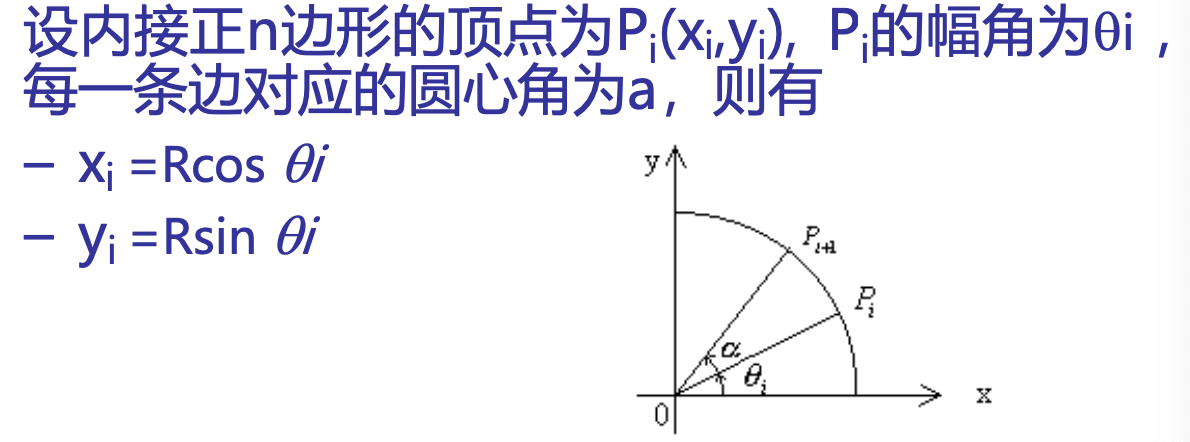 设内接正n边形的顶点为Pi(xi,yi)，Pi的幅角为θi，
每一条边对应的圆心角为a，则有
– xi =Rcos θi
– yi =Rsin θi
y
Pi+1
Pi
α
θi
0
x